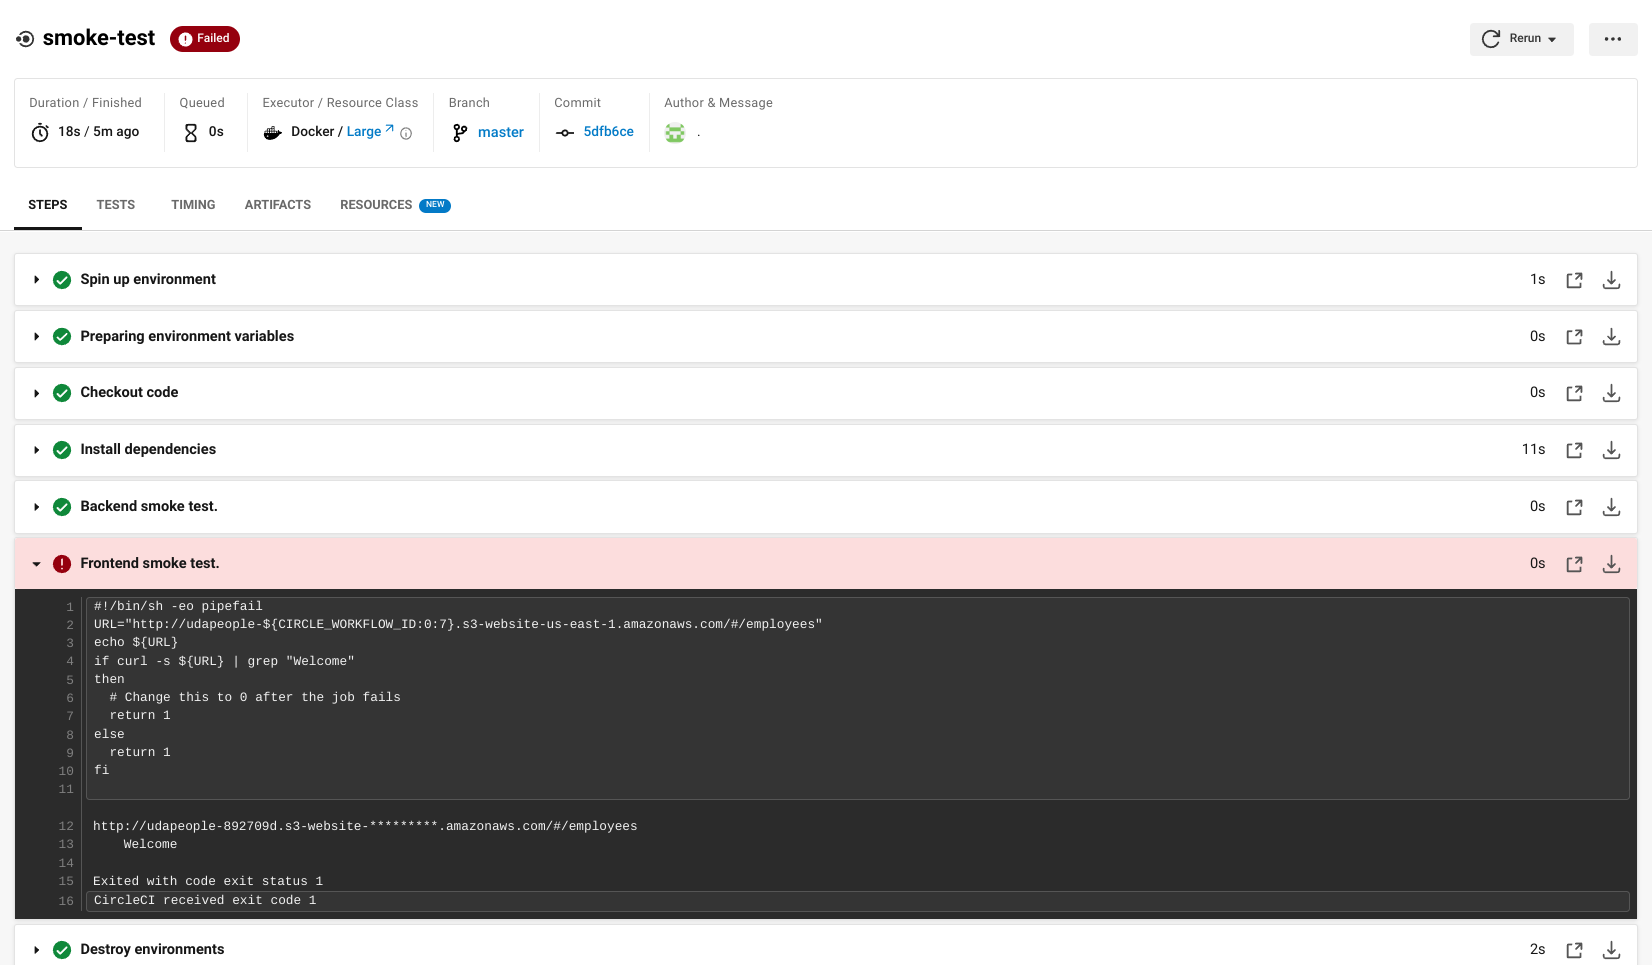 smoke-test Failed Rerun
Duration / Finished Queued Executor / Resource Class Branch Commit Author & Message
18s / 5m ago 0s Docker / Large master 5dfb6ce .
STEPS TESTS TIMING ARTIFACTS RESOURCES NEW
Spin up environment 1s
Preparing environment variables 0s
Checkout code 0s
Install dependencies 11s
Backend smoke test. 0s
Frontend smoke test. 0s
1 #!/bin/sh -eo pipefail
2 URL="http://udapeople-${CIRCLE_WORKFLOW_ID:0:7}.s3-website-us-east-1.amazonaws.com/#/employees"
3 echo ${URL}
4 if curl -s ${URL} | grep "Welcome"
5 then
6 # Change this to 0 after the job fails
7 return 1
8 else
9 return 1
10 fi
11
12 http://udapeople-892709d.s3-website-*********.amazonaws.com/#/employees
13 Welcome
14
15 Exited with code exit status 1
16 CircleCI received exit code 1
Destroy environments 2s